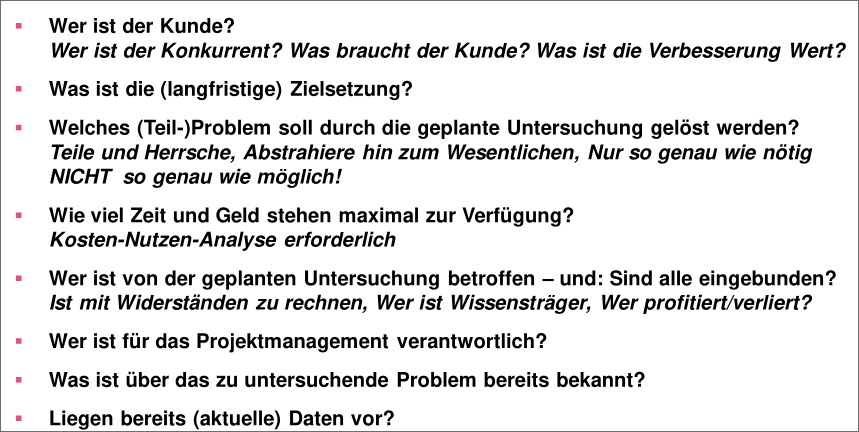 ▪ Wer ist der Kunde?
Wer ist der Konkurrent? Was braucht der Kunde? Was ist die Verbesserung Wert?
▪ Was ist die (langfristige) Zielsetzung?
▪ Welches (Teil-)Problem soll durch die geplante Untersuchung gelöst werden?
Teile und Herrsche, Abstrahiere hin zum Wesentlichen, Nur so genau wie nötig
NICHT so genau wie möglich!
▪ Wie viel Zeit und Geld stehen maximal zur Verfügung?
Kosten-Nutzen-Analyse erforderlich
▪ Wer ist von der geplanten Untersuchung betroffen – und: Sind alle eingebunden?
Ist mit Widerständen zu rechnen, Wer ist Wissensträger, Wer profitiert/verliert?
▪ Wer ist für das Projektmanagement verantwortlich?
▪ Was ist über das zu untersuchende Problem bereits bekannt?
▪ Liegen bereits (aktuelle) Daten vor?